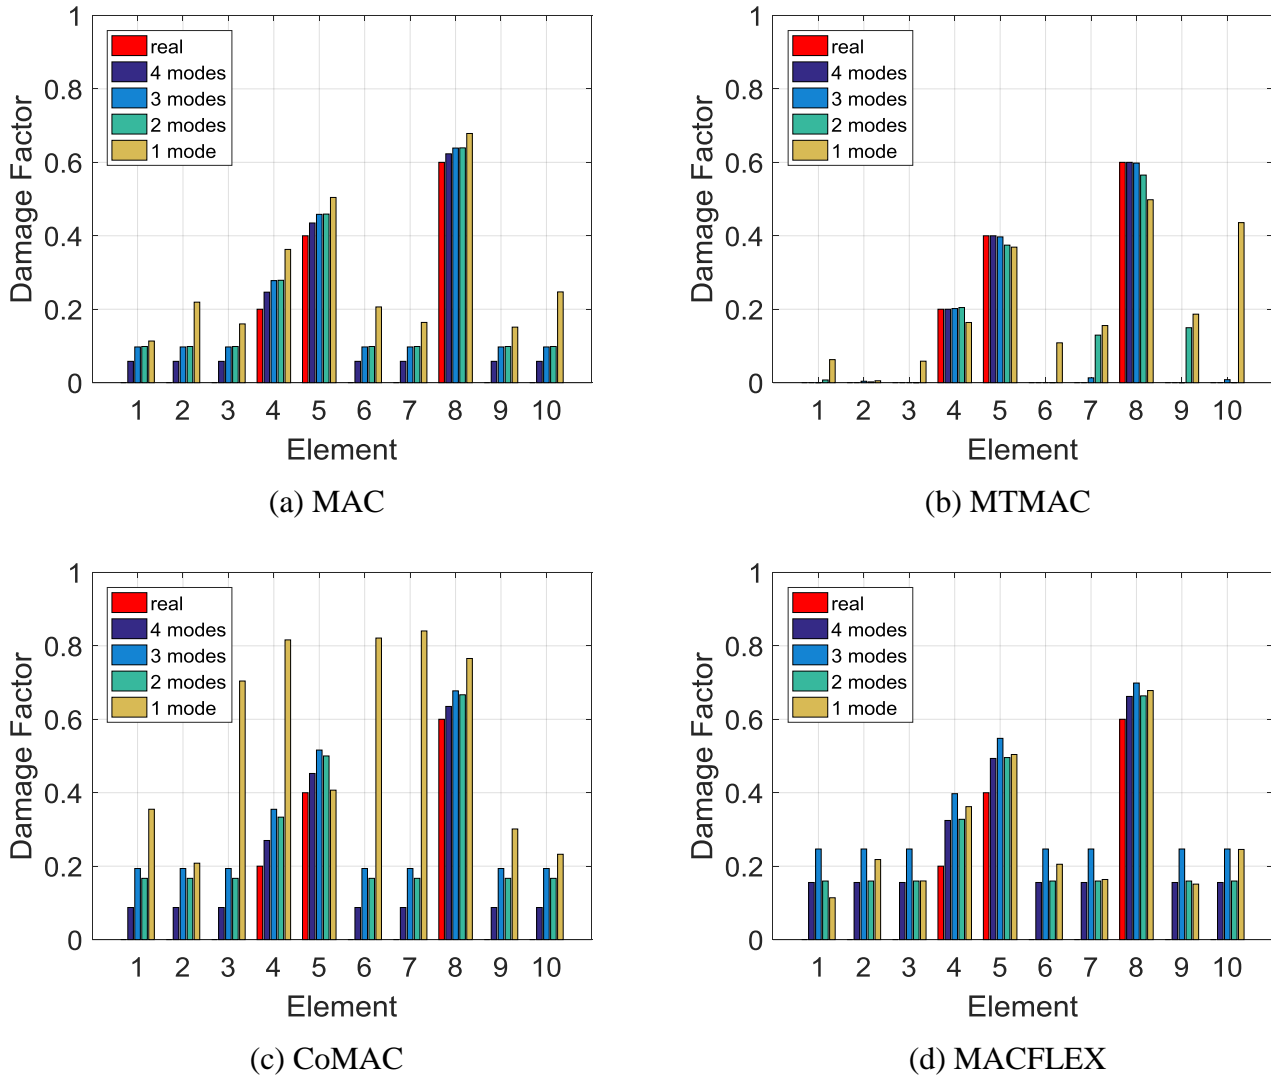 1
0.8
0.6
0.4
0.2
0
Damage Factor
real
4 modes
3 modes
2 modes
1 mode
1 2 3 4 5 6 7 8 9 10
Element
(a) MAC
1
0.8
0.6
0.4
0.2
0
Damage Factor
real
4 modes
3 modes
2 modes
1 mode
1 2 3 4 5 6 7 8 9 10
Element
(b) MTMAC
1
0.8
0.6
0.4
0.2
0
Damage Factor
real
4 modes
3 modes
2 modes
1 mode
1 2 3 4 5 6 7 8 9 10
Element
(c) CoMAC
1
0.8
0.6
0.4
0.2
0
Damage Factor
real
4 modes
3 modes
2 modes
1 mode
1 2 3 4 5 6 7 8 9 10
Element
(d) MACFLEX